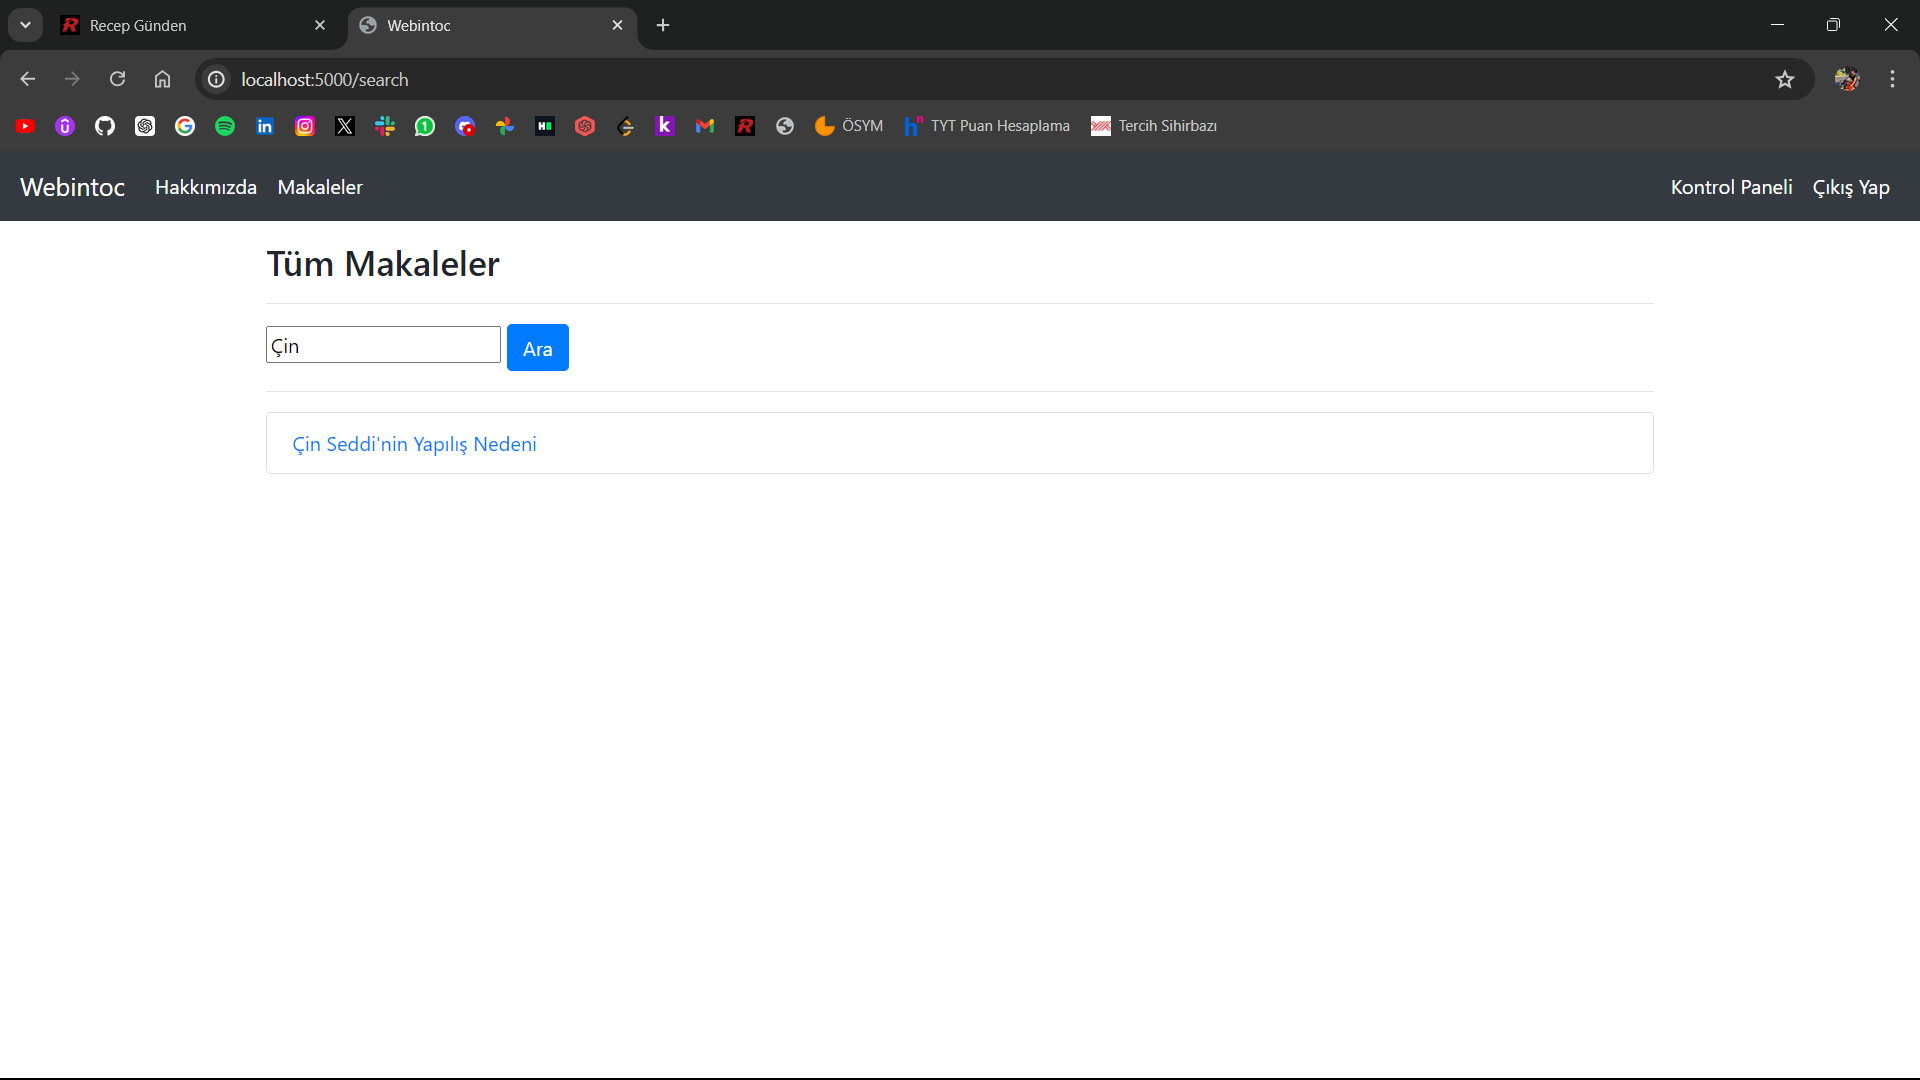 Recep Günden
Webintoc
localhost:5000/search
ÖSYM
TYT Puan Hesaplama
Tercih Sihirbazı
Webintoc
Hakkımızda
Makaleler
Kontrol Paneli
Çıkış Yap
Tüm Makaleler
Çin
Ara
Çin Seddi'nin Yapılış Nedeni